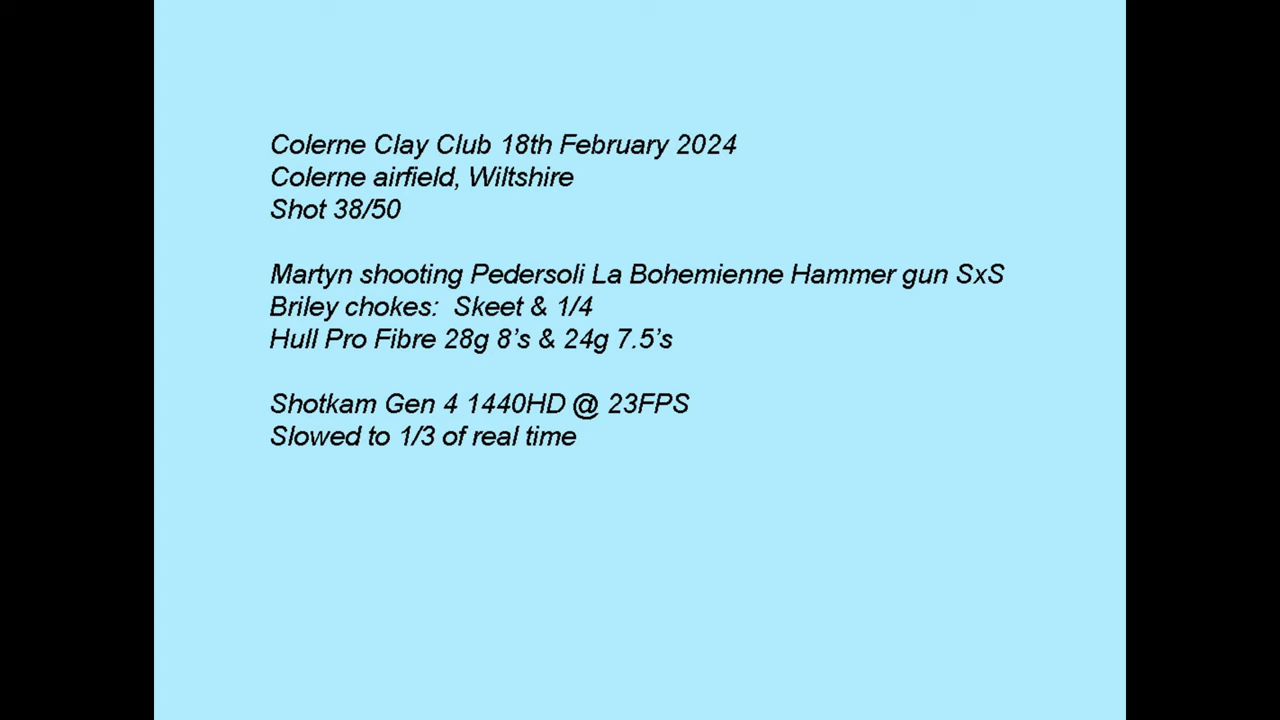 Colerne Clay Club 18th February 2024
Colerne airfield, Wiltshire
Shot 38/50
Martyn shooting Pedersoli La Bohemienne Hammer gun SxS
Briley chokes:  Skeet & 1/4
Hull Pro Fibre 28g 8’s & 24g 7.5’s
Shotkam Gen 4 1440HD @ 23FPS
Slowed to 1/3 of real time